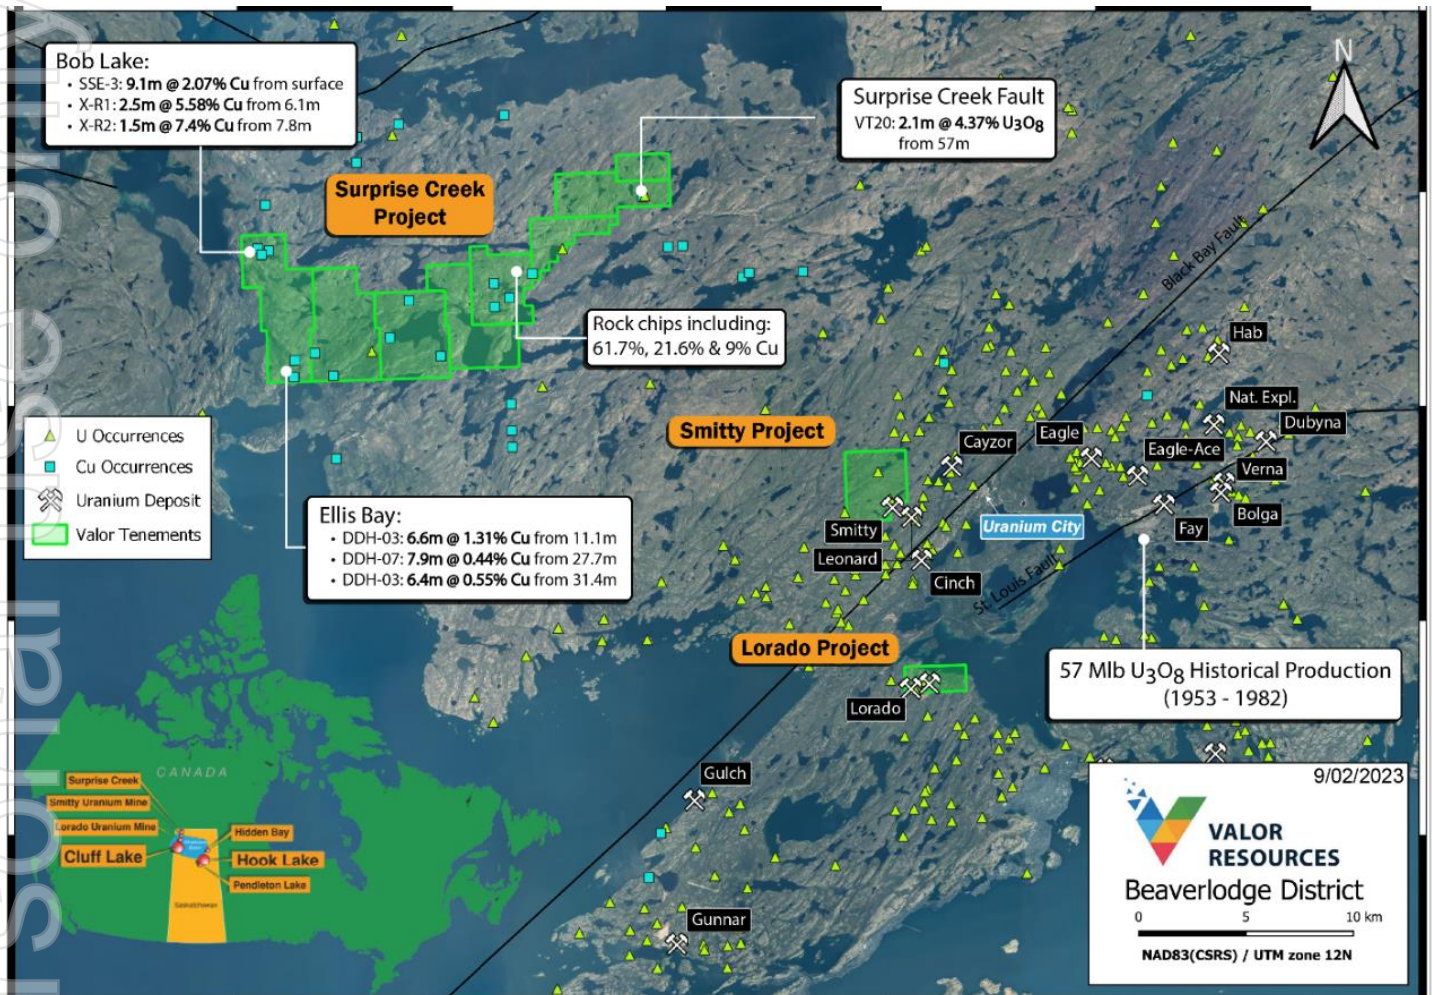 Bob Lake:
• SSE-3: 9.1m @ 2.07% Cu from surface
• X-R1: 2.5m @ 5.58% Cu from 6.1m
• X-R2: 1.5m @ 7.4% Cu from 7.8m
Surprise Creek Fault
VT20: 2.1m @ 4.37% U₃O₈
from 57m
N
Surprise Creek
Project
Black Bay Fault
Rock chips including:
61.7%, 21.6% & 9% Cu
Hab
Nat. Expl.
Dubyna
Smitty Project
Cayzor
Eagle
Eagle-Ace
Verna
Bolga
Fay
U Occurrences
Cu Occurrences
Uranium Deposit
Valor Tenements
Ellis Bay:
• DDH-03: 6.6m @ 1.31% Cu from 11.1m
• DDH-07: 7.9m @ 0.44% Cu from 27.7m
• DDH-03: 6.4m @ 0.55% Cu from 31.4m
Smitty
Leonard
Uranium City
Cinch
St. Louis Fault
Lorado Project
57 Mlb U₃O₈ Historical Production
(1953 - 1982)
Lorado
Gulch
Gunnar
CANADA
Surprise Creek
Smitty Uranium Mine
Lorado Uranium Mine
Cluff Lake
Hidden Bay
Hook Lake
Pendleton Lake
Saskatchewan
9/02/2023
VALOR
RESOURCES
Beaverlodge District
0 5 10 km
NAD83(CSRS) / UTM zone 12N